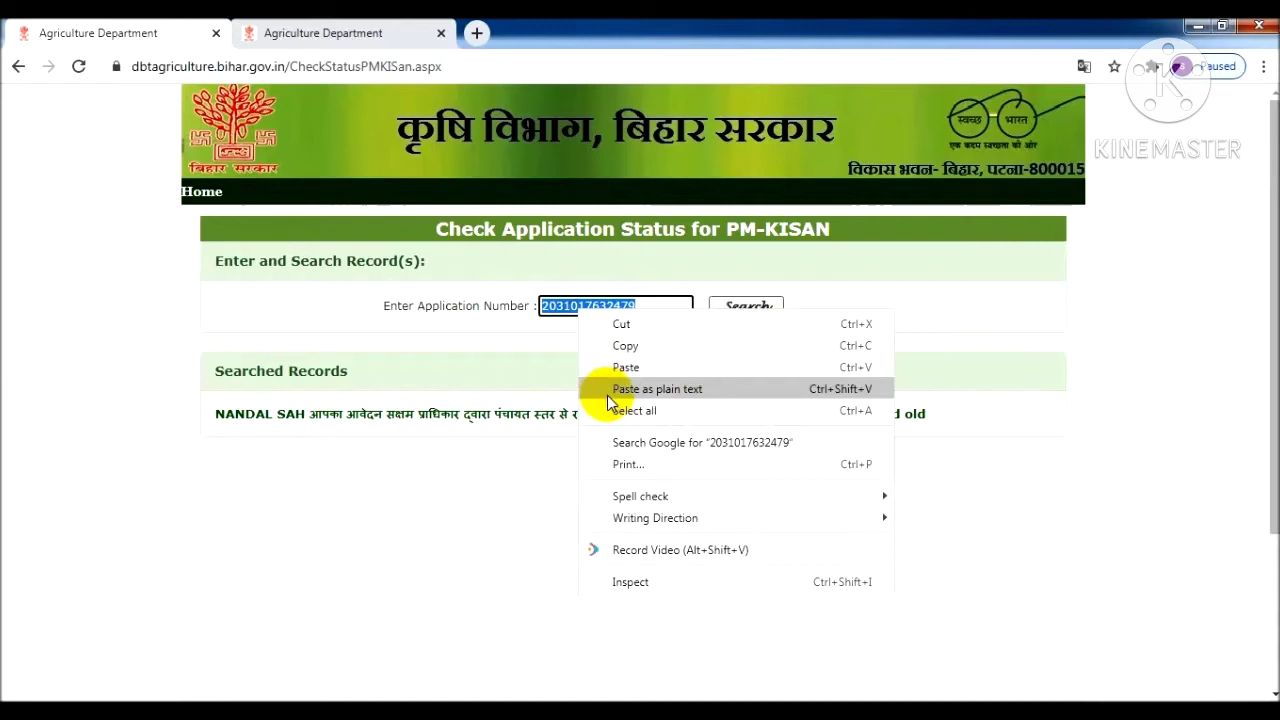 Agriculture Department
Agriculture Department
dbtagriculture.bihar.gov.in/CheckStatusPMKISan.aspx
Paused
KINEMASTER
बिहार सरकार
कृषि विभाग, बिहार सरकार
स्वच्छ भारत
एक कदम स्वच्छता की ओर
विकास भवन- बिहार, पटना-800015
Home
Check Application Status for PM-KISAN
Enter and Search Record(s):
Enter Application Number : 2031017632479 Search
Cut Ctrl+X
Copy Ctrl+C
Paste Ctrl+V
Paste as plain text Ctrl+Shift+V
Select all Ctrl+A
Search Google for "2031017632479"
Print... Ctrl+P
Spell check
Writing Direction
Record Video (Alt+Shift+V)
Inspect Ctrl+Shift+I
Searched Records
NANDAL SAH आपका आवेदन सक्षम प्राधिकार द्वारा पंचायत स्तर से old